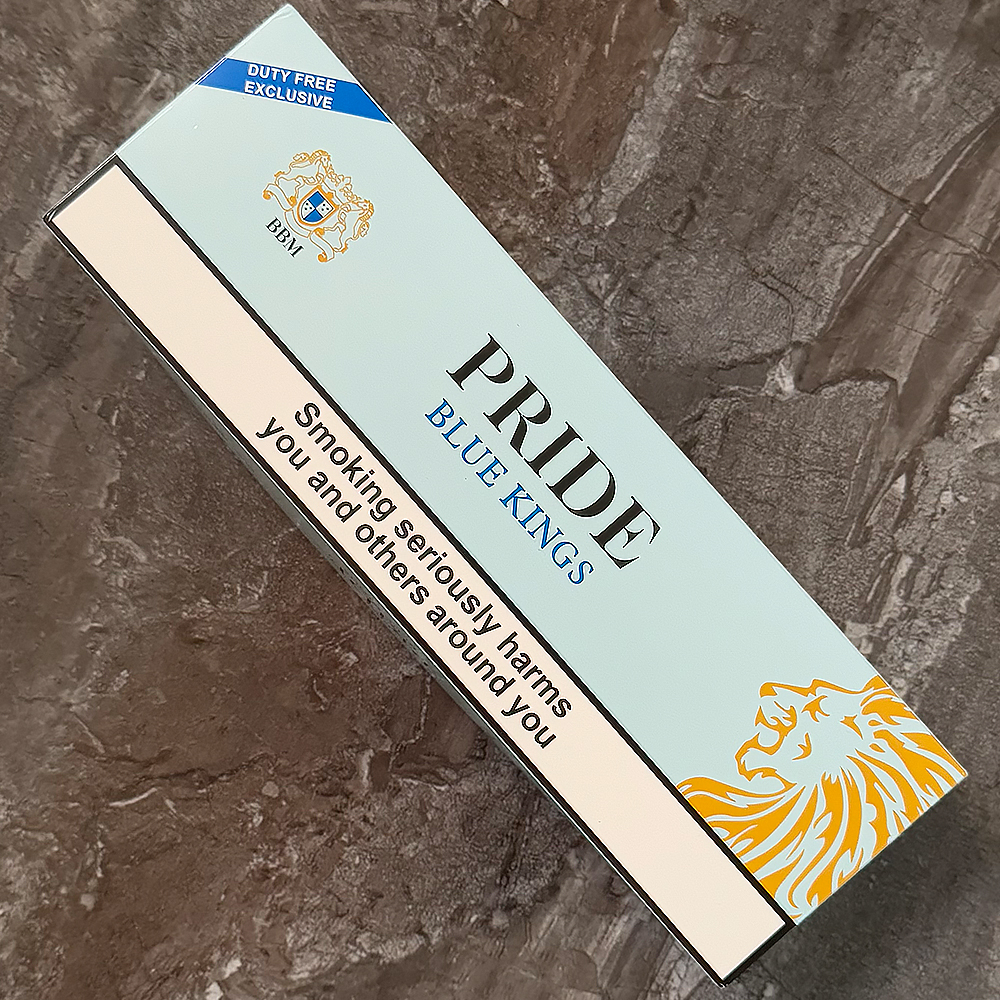 DUTY FREE
EXCLUSIVE
BBM
PRIDE
BLUE KINGS
Smoking seriously harms
you and others around you